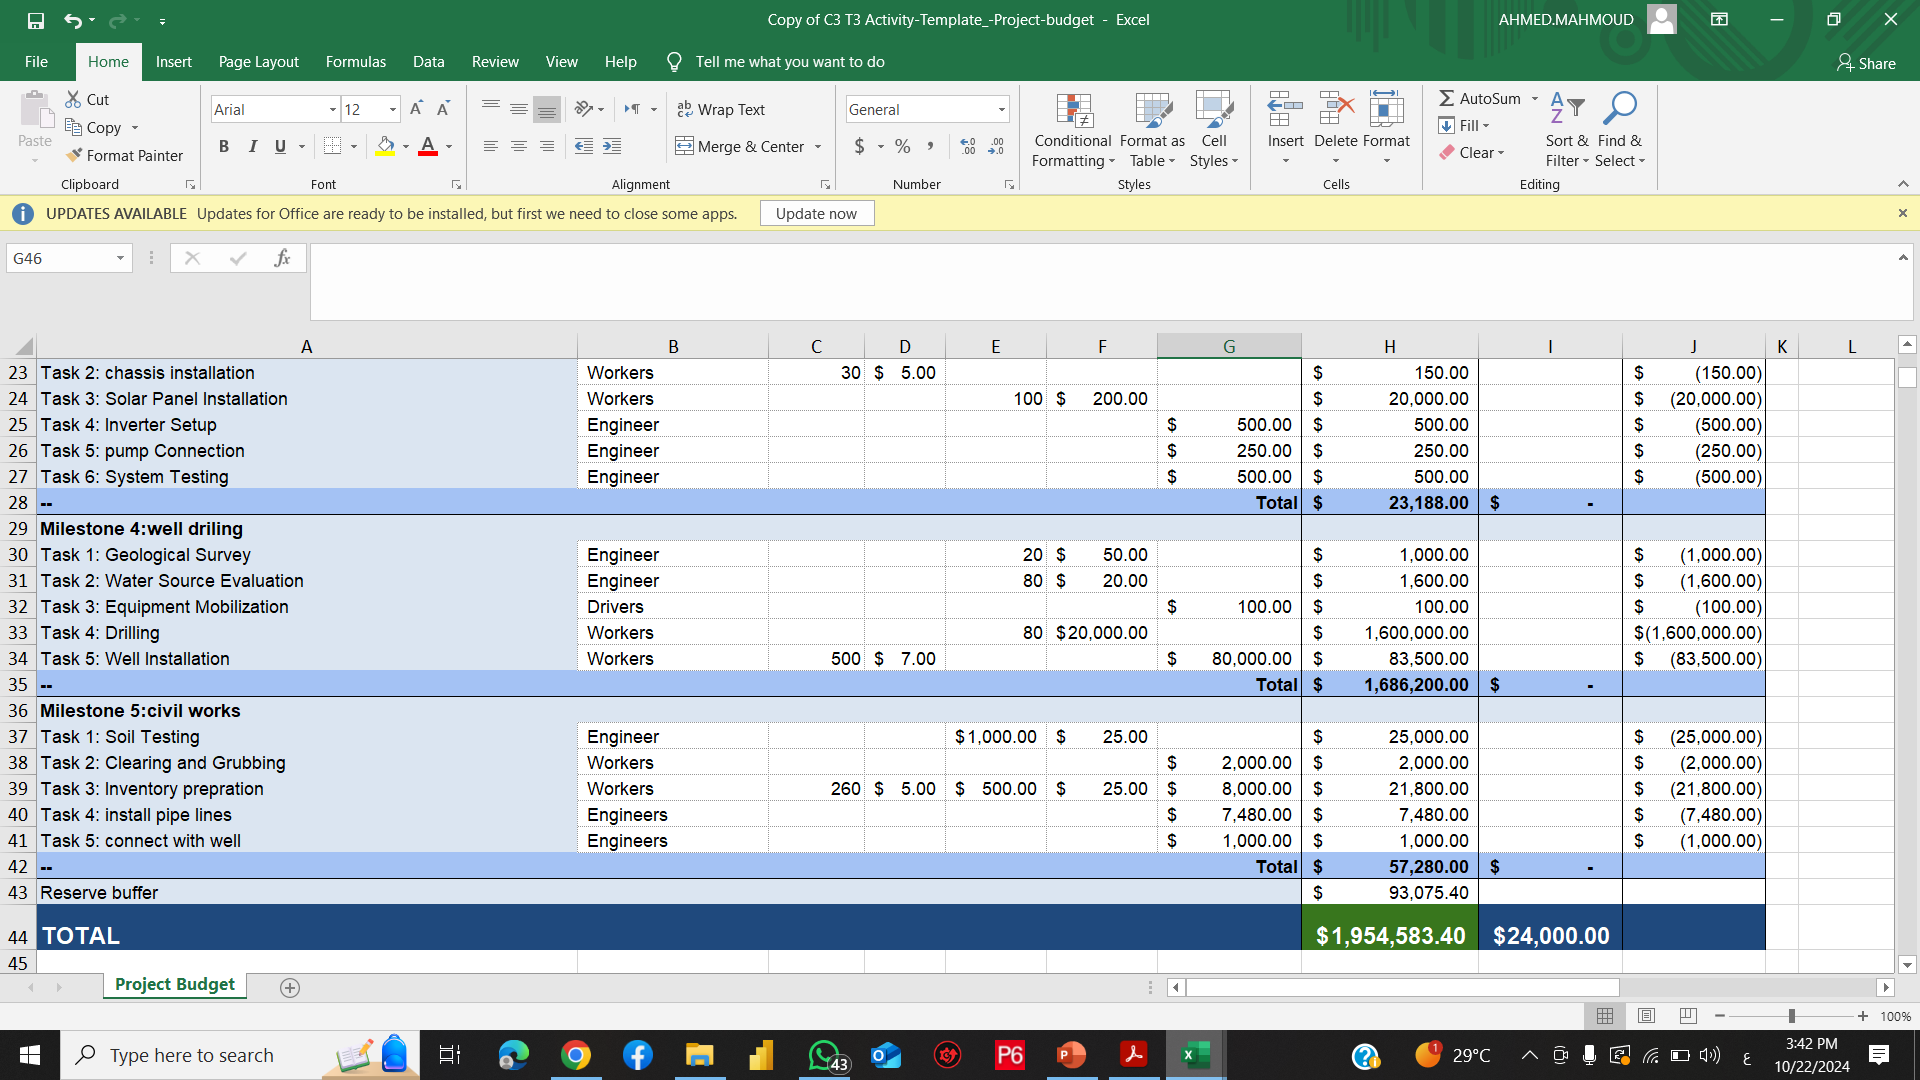 Copy of C3 T3 Activity-Template_-Project-budget - Excel
AHMED.MAHMOUD
File Home Insert Page Layout Formulas Data Review View Help Tell me what you want to do Share
Paste Cut Copy Format Painter Clipboard
Arial 12 A A B I U A Font
ab Wrap Text Merge & Center Alignment
General $ % , Number
Conditional Formatting Format as Table Cell Styles Styles
Insert Delete Format Cells
AutoSum Fill Clear Sort & Filter Find & Select Editing
UPDATES AVAILABLE Updates for Office are ready to be installed, but first we need to close some apps. Update now
G46 fx
A B C D E F G H I J K L
23 Task 2: chassis installation Workers 30 $ 5.00 $ 150.00 $ (150.00)
24 Task 3: Solar Panel Installation Workers 100 $ 200.00 $ 20,000.00 $ (20,000.00)
25 Task 4: Inverter Setup Engineer $ 500.00 $ 500.00 $ (500.00)
26 Task 5: pump Connection Engineer $ 250.00 $ 250.00 $ (250.00)
27 Task 6: System Testing Engineer $ 500.00 $ 500.00 $ (500.00)
28 -- Total $ 23,188.00 $ -
29 Milestone 4:well driling
30 Task 1: Geological Survey Engineer 20 $ 50.00 $ 1,000.00 $ (1,000.00)
31 Task 2: Water Source Evaluation Engineer 80 $ 20.00 $ 1,600.00 $ (1,600.00)
32 Task 3: Equipment Mobilization Drivers $ 100.00 $ 100.00 $ (100.00)
33 Task 4: Drilling Workers 80 $20,000.00 $ 1,600,000.00 $(1,600,000.00)
34 Task 5: Well Installation Workers 500 $ 7.00 $ 80,000.00 $ 83,500.00 $ (83,500.00)
35 -- Total $ 1,686,200.00 $ -
36 Milestone 5:civil works
37 Task 1: Soil Testing Engineer $1,000.00 $ 25.00 $ 25,000.00 $ (25,000.00)
38 Task 2: Clearing and Grubbing Workers $ 2,000.00 $ 2,000.00 $ (2,000.00)
39 Task 3: Inventory prepration Workers 260 $ 5.00 $ 500.00 $ 25.00 $ 8,000.00 $ 21,800.00 $ (21,800.00)
40 Task 4: install pipe lines Engineers $ 7,480.00 $ 7,480.00 $ (7,480.00)
41 Task 5: connect with well Engineers $ 1,000.00 $ 1,000.00 $ (1,000.00)
42 -- Total $ 57,280.00 $ -
43 Reserve buffer $ 93,075.40
44 TOTAL $1,954,583.40 $24,000.00
45
Project Budget
100%
Type here to search 43 P6 1 29°C ع 3:42 PM
10/22/2024